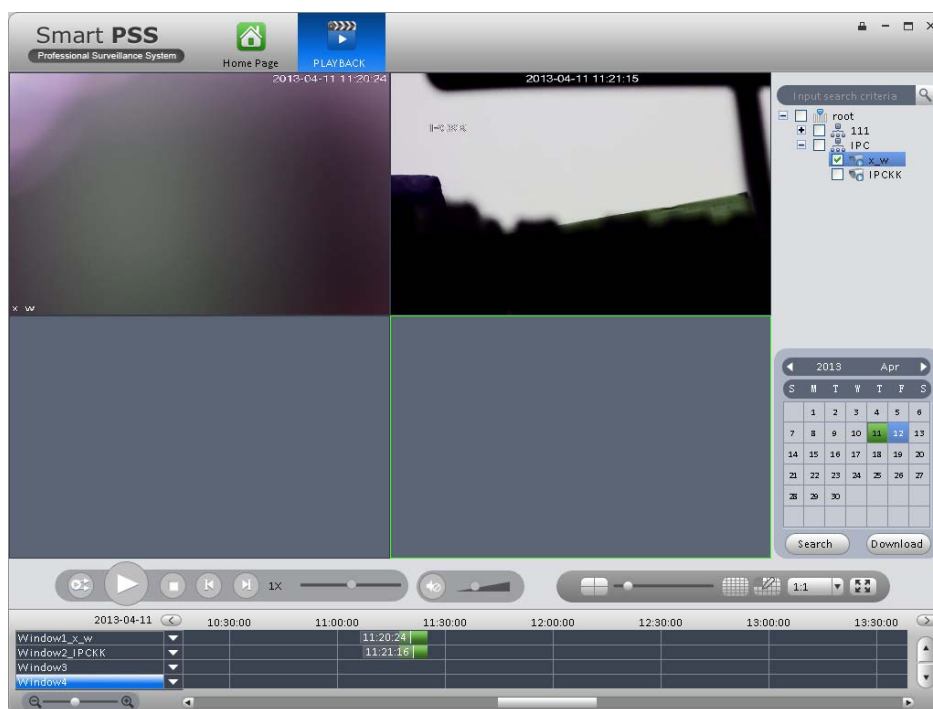 Smart PSS
Professional Surveillance System
Home Page
PLAYBACK
2013-04-11 11:20:24
2013-04-11 11:21:15
x_w
Input search criteria
root
111
IPC
x_w
IPCKK
2013 Apr
S M T W T F S
1 2 3 4 5 6
7 8 9 10 11 12 13
14 15 16 17 18 19 20
21 22 23 24 25 26 27
28 29 30
Search Download
1X
1:1
2013-04-11 10:30:00 11:00:00 11:30:00 12:00:00 12:30:00 13:00:00 13:30:00
Window1_x_w 11:20:24
Window2_IPCKK 11:21:16
Window3
Window4